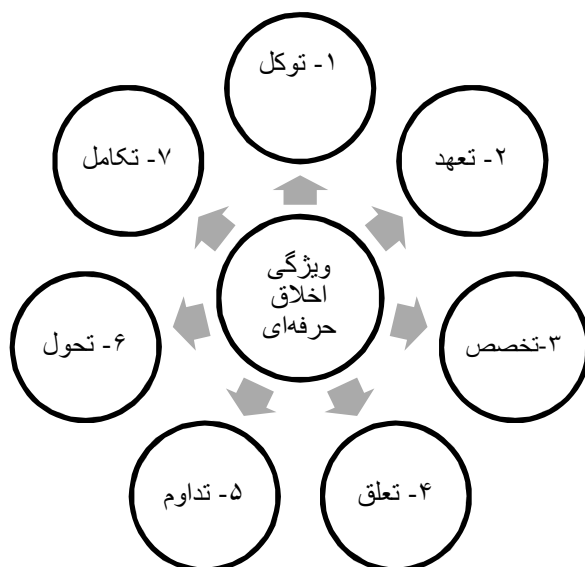 ویژگی
اخلاق
حرفه‌ای
۱- توکل
۲- تعهد
۳-تخصص
۴- تعلق
۵- تداوم
۶- تحول
۷- تکامل